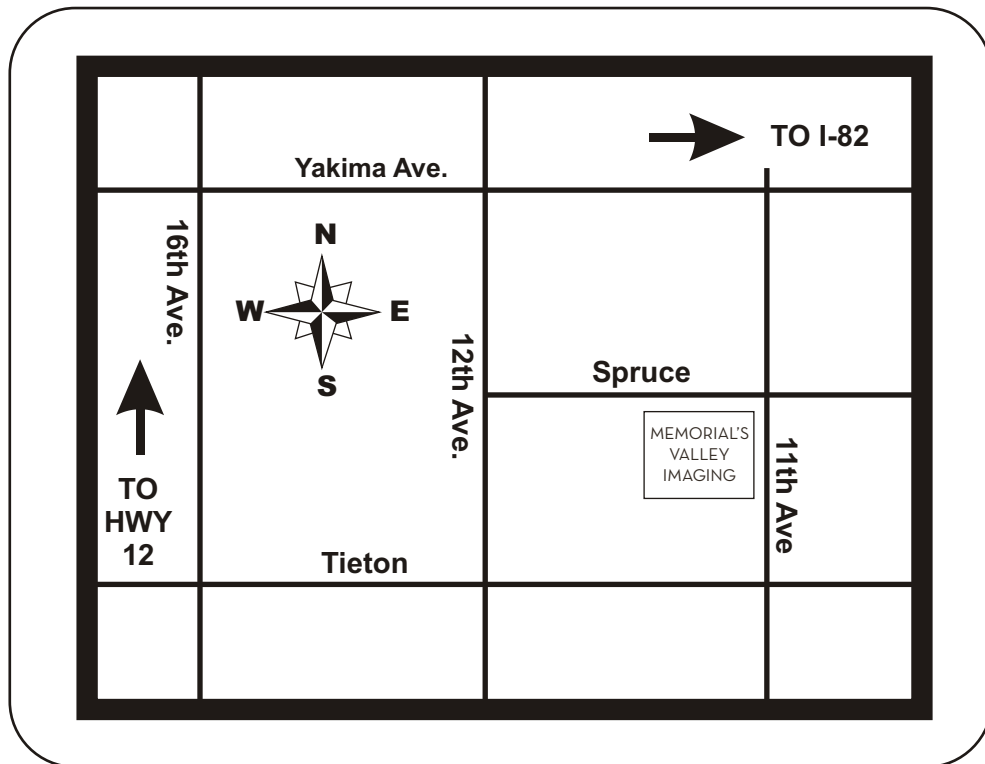 TO I-82
Yakima Ave.
16th Ave.
N
W
E
S
12th Ave.
Spruce
MEMORIAL'S
VALLEY
IMAGING
11th Ave
TO
HWY
12
Tieton